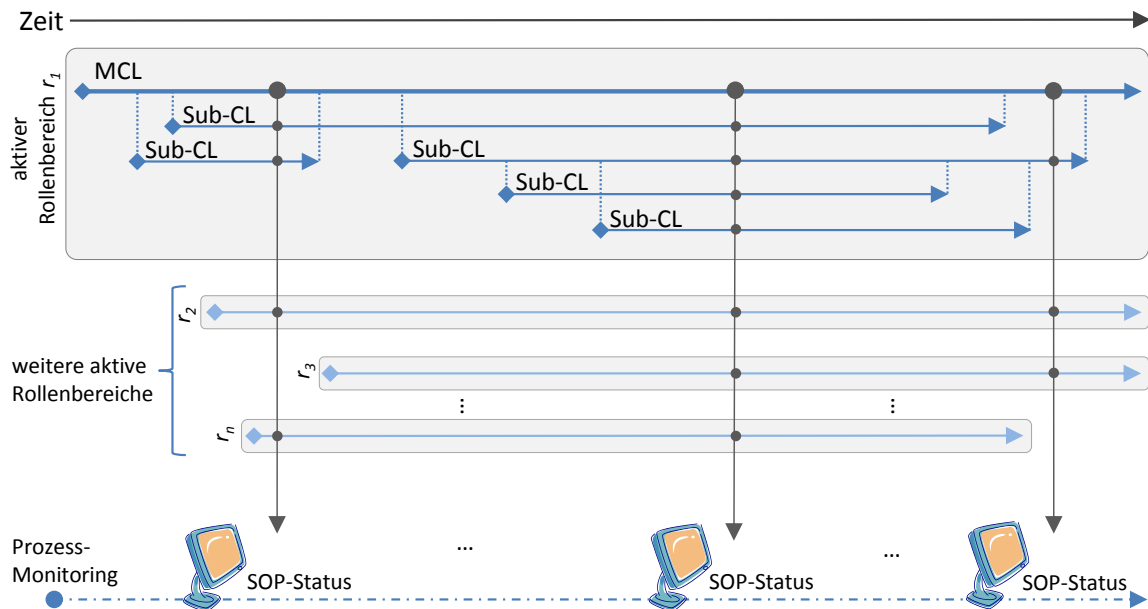 Zeit
aktiver
Rollenbereich r1
MCL
Sub-CL
Sub-CL
Sub-CL
Sub-CL
Sub-CL
weitere aktive
Rollenbereiche
r2
r3
...
...
rn
Prozess-
Monitoring
...
...
SOP-Status
SOP-Status
SOP-Status